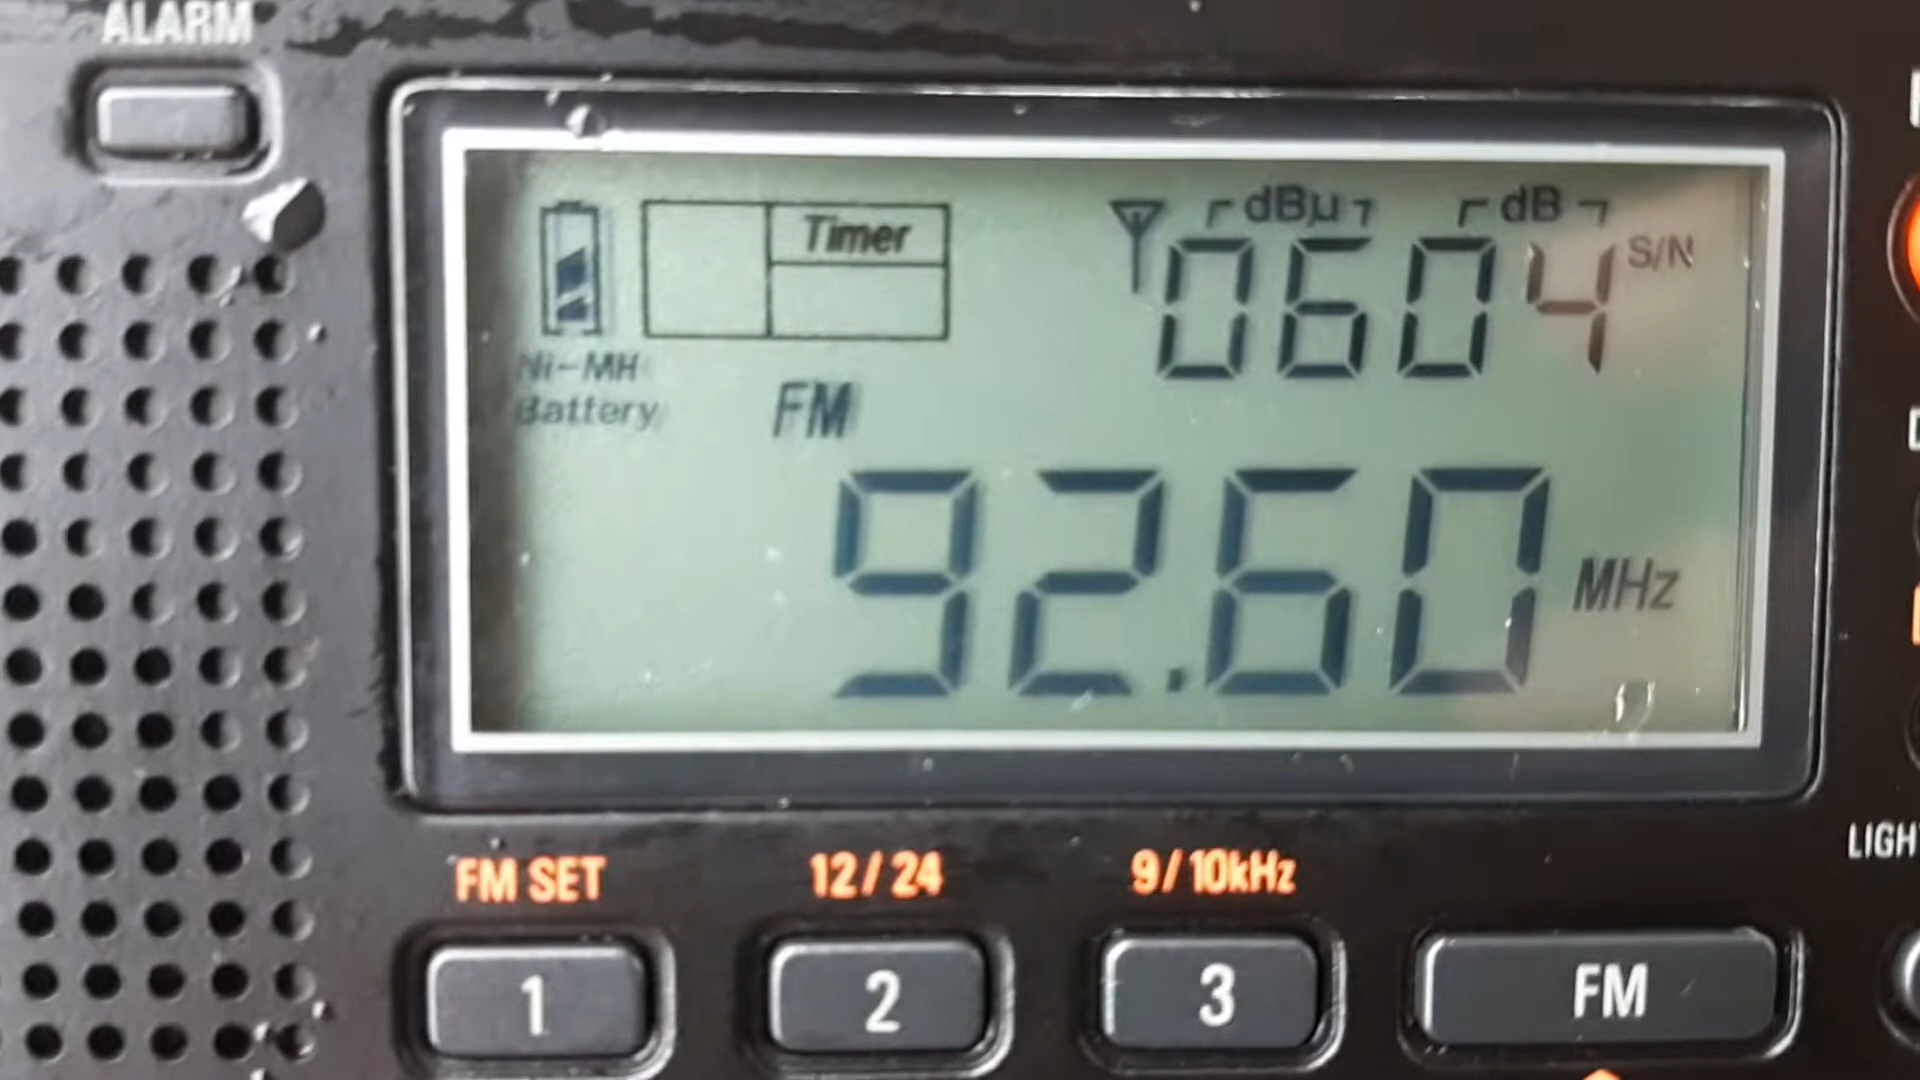 ALARM
dBµ dB
Timer
0604 S/N
Ni-MH
Battery
FM
92.60 MHz
FM SET 12/24 9/10kHz
1 2 3 FM